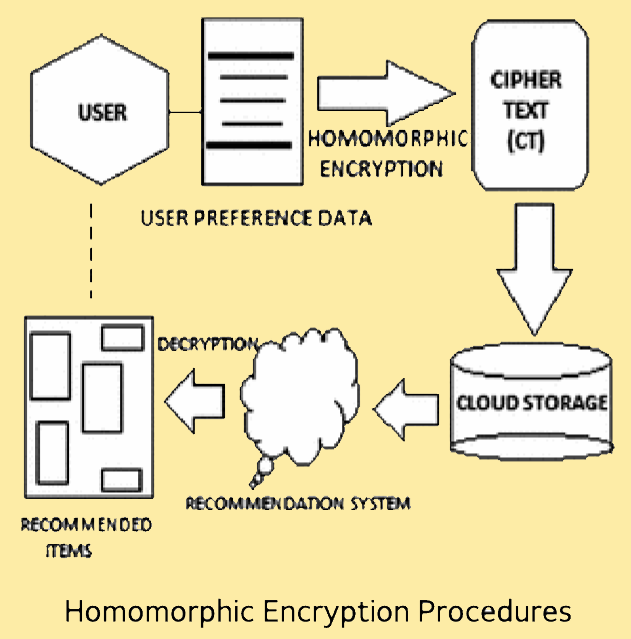 USER
CIPHER
TEXT
(CT)
HOMOMORPHIC
ENCRYPTION
USER PREFERENCE DATA
DECRYPTION
CLOUD STORAGE
RECOMMENDATION SYSTEM
RECOMMENDED
ITEMS
Homomorphic Encryption Procedures